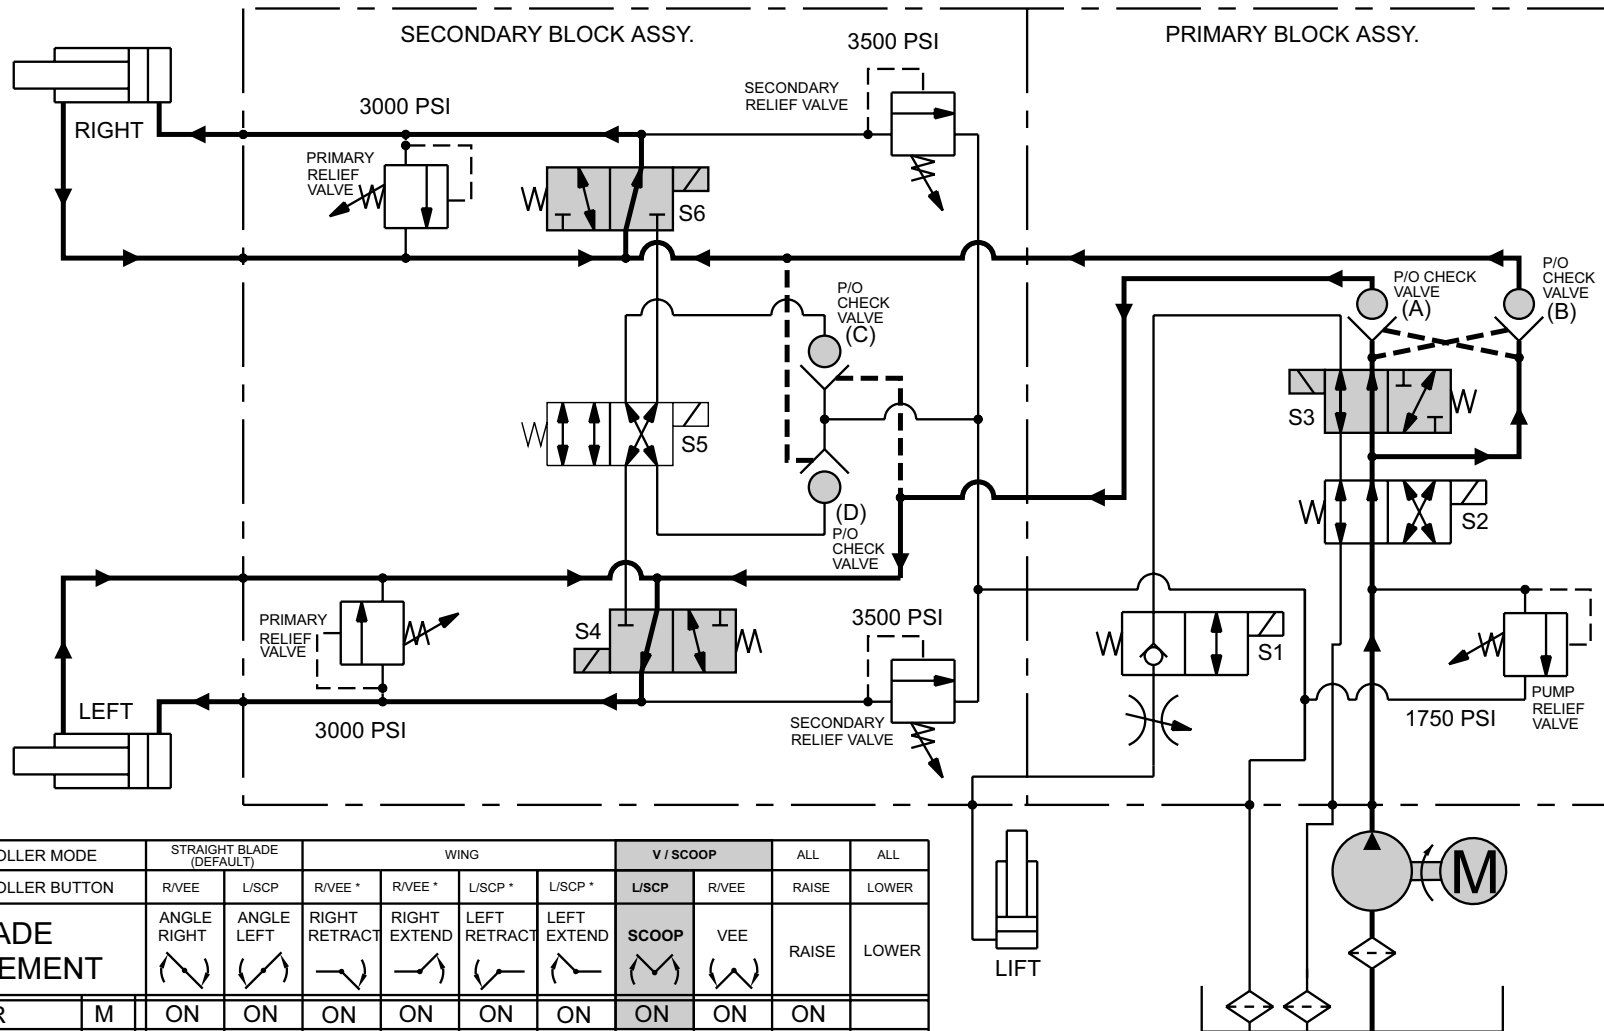 SECONDARY BLOCK ASSY.
3500 PSI
PRIMARY BLOCK ASSY.
SECONDARY
RELIEF VALVE
3000 PSI
RIGHT
PRIMARY
RELIEF
VALVE
S6
P/O
CHECK
VALVE
(C)
P/O CHECK
VALVE
(A)
P/O
CHECK
VALVE
(B)
S3
S5
(D)
P/O
CHECK
VALVE
S2
PRIMARY
RELIEF
VALVE
S4
3500 PSI
S1
LEFT
3000 PSI
SECONDARY
RELIEF VALVE
1750 PSI
PUMP
RELIEF
VALVE
M
LIFT
OLLER MODE STRAIGHT BLADE (DEFAULT) WING V / SCOOP ALL ALL
OLLER BUTTON R/VEE L/SCP R/VEE * R/VEE * L/SCP * L/SCP * L/SCP R/VEE RAISE LOWER
ADE
EMENT
ANGLE
RIGHT
ANGLE
LEFT
RIGHT
RETRACT
RIGHT
EXTEND
LEFT
RETRACT
LEFT
EXTEND
SCOOP
VEE
RAISE
LOWER
R M ON ON ON ON ON ON ON ON ON